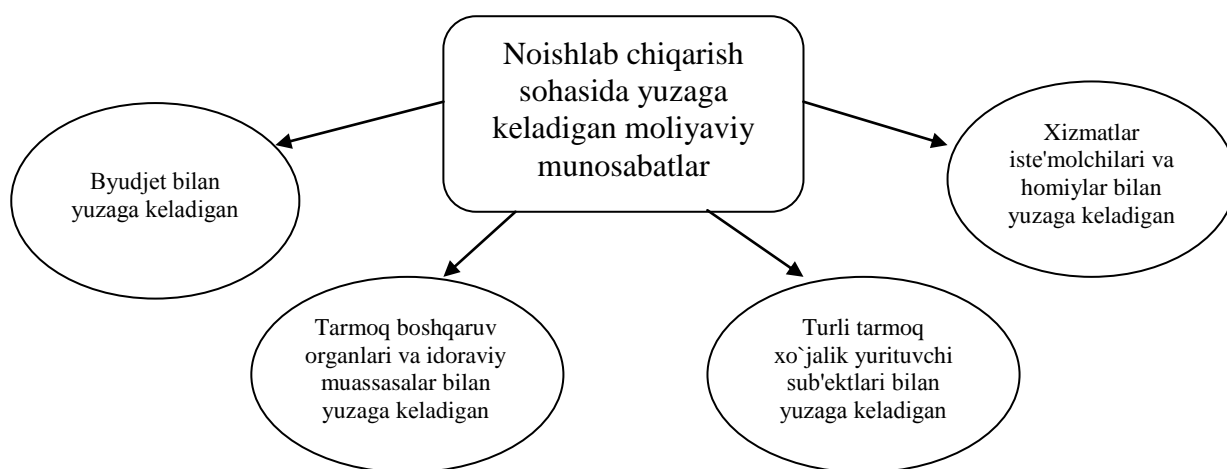 Noishlab chiqarish
sohasida yuzaga
keladigan moliyaviy
munosabatlar
Byudjet bilan
yuzaga keladigan
Tarmoq boshqaruv
organlari va idoraviy
muassasalar bilan
yuzaga keladigan
Turli tarmoq
xo`jalik yurituvchi
sub'ektlari bilan
yuzaga keladigan
Xizmatlar
iste'molchilari va
homiylar bilan
yuzaga keladigan